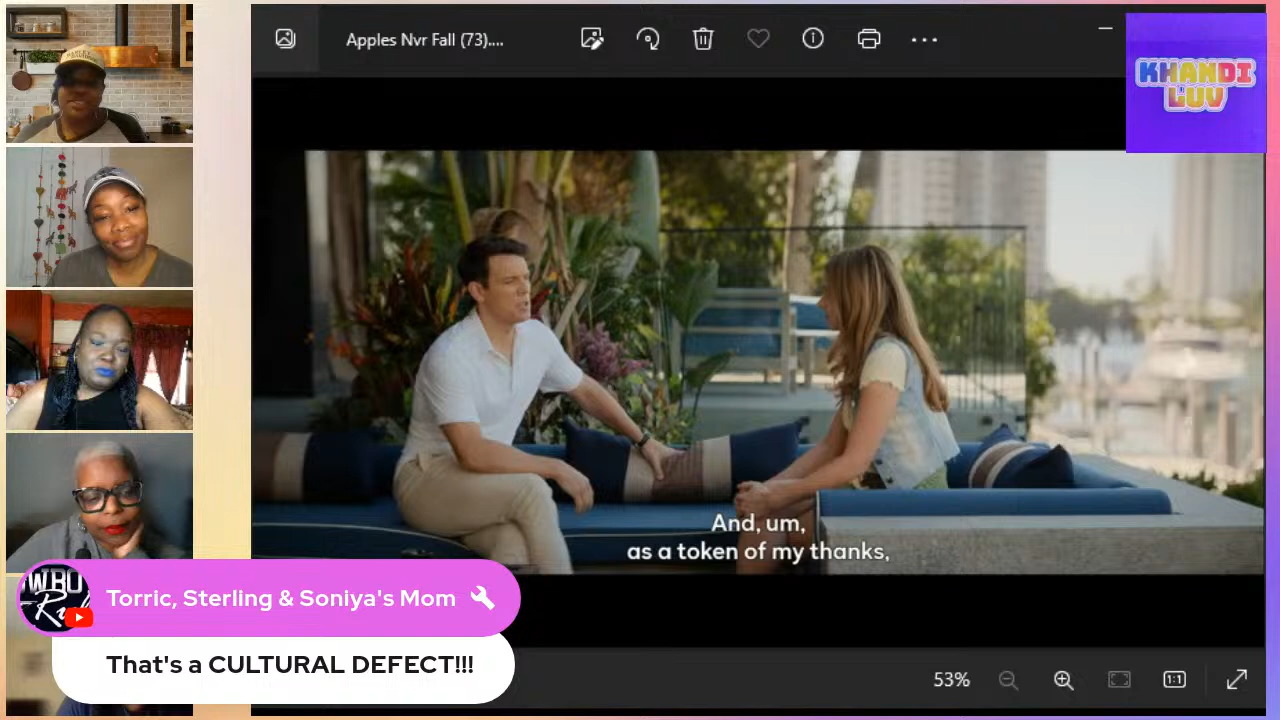 Apples Nvr Fall (73)....
KHANDI
LUV
And, um,
as a token of my thanks,
Torric, Sterling & Soniya's Mom
That's a CULTURAL DEFECT!!!
53%
1:1